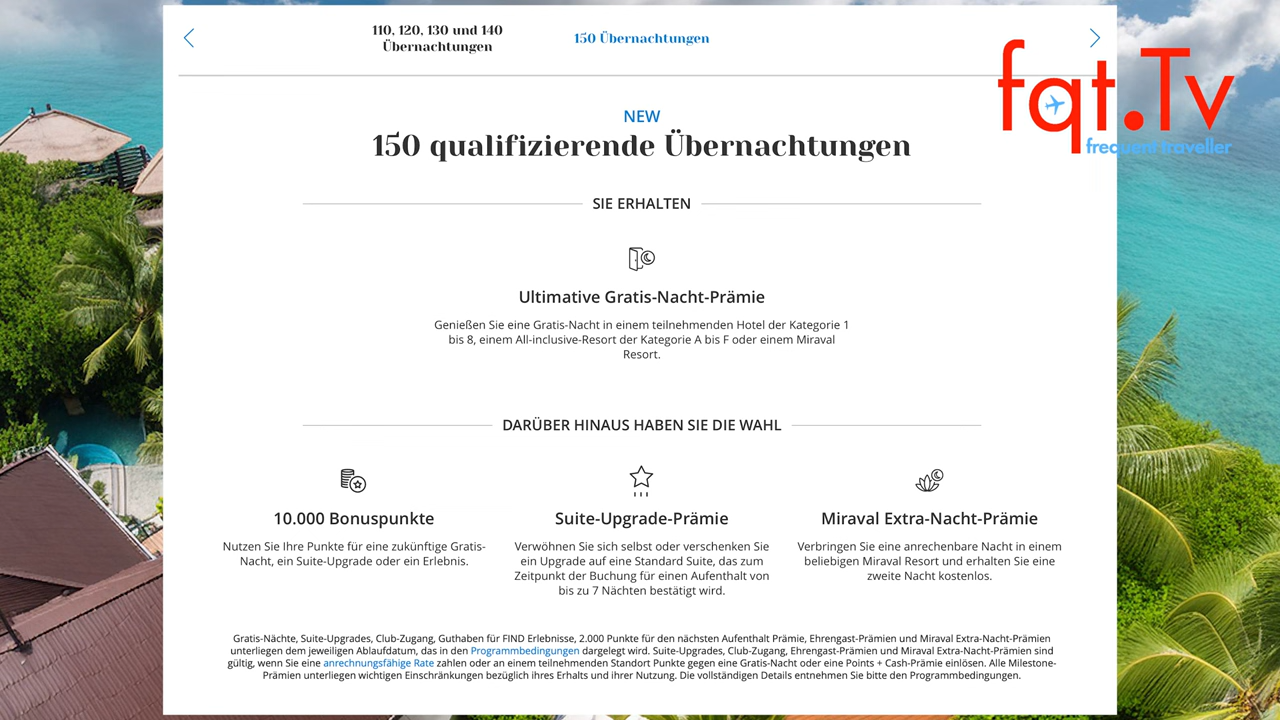 110, 120, 130 und 140
Übernachtungen
150 Übernachtungen
fqt.Tv
frequent traveller
NEW
150 qualifizierende Übernachtungen
SIE ERHALTEN
Ultimative Gratis-Nacht-Prämie
Genießen Sie eine Gratis-Nacht in einem teilnehmenden Hotel der Kategorie 1
bis 8, einem All-inclusive-Resort der Kategorie A bis F oder einem Miraval
Resort.
DARÜBER HINAUS HABEN SIE DIE WAHL
10.000 Bonuspunkte
Nutzen Sie Ihre Punkte für eine zukünftige Gratis-
Nacht, ein Suite-Upgrade oder ein Erlebnis.
Suite-Upgrade-Prämie
Verwöhnen Sie sich selbst oder verschenken Sie
ein Upgrade auf eine Standard Suite, das zum
Zeitpunkt der Buchung für einen Aufenthalt von
bis zu 7 Nächten bestätigt wird.
Miraval Extra-Nacht-Prämie
Verbringen Sie eine anrechenbare Nacht in einem
beliebigen Miraval Resort und erhalten Sie eine
zweite Nacht kostenlos.
Gratis-Nächte, Suite-Upgrades, Club-Zugang, Guthaben für FIND Erlebnisse, 2.000 Punkte für den nächsten Aufenthalt Prämie, Ehrengast-Prämien und Miraval Extra-Nacht-Prämien
unterliegen dem jeweiligen Ablaufdatum, das in den Programmbedingungen dargelegt wird. Suite-Upgrades, Club-Zugang, Ehrengast-Prämien und Miraval Extra-Nacht-Prämien sind
gültig, wenn Sie eine anrechnungsfähige Rate zahlen oder an einem teilnehmenden Standort Punkte gegen eine Gratis-Nacht oder eine Points + Cash-Prämie einlösen. Alle Milestone-
Prämien unterliegen wichtigen Einschränkungen bezüglich ihres Erhalts und ihrer Nutzung. Die vollständigen Details entnehmen Sie bitte den Programmbedingungen.